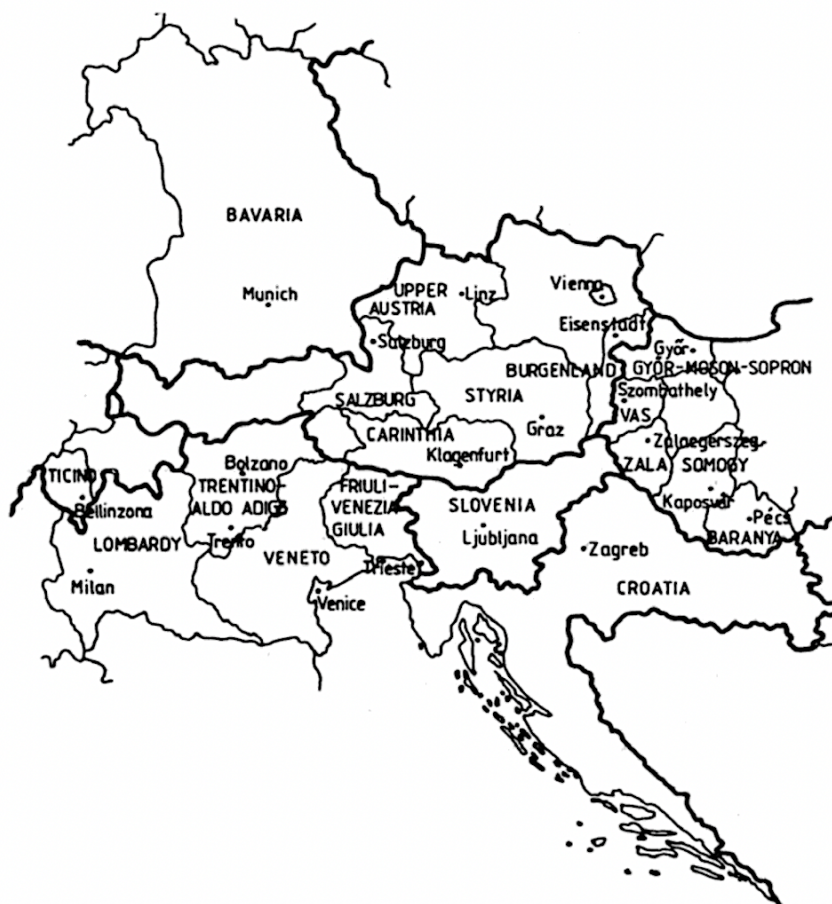 BAVARIA
Munich
UPPER
AUSTRIA
Linz
Vienna
Salzburg
Eisenstadt
Győr
GYŐR-MOSON-SOPRON
BURGENLAND
Szombathely
VAS
SALZBURG
STYRIA
Graz
CARINTHIA
Klagenfurt
Zalaegerszeg
ZALA
SOMOGY
Kaposvár
Pécs
BARANYA
TICINO
Bellinzona
Bolzano
TRENTINO-
ALDO ADIGE
Trento
FRIULI-
VENEZIA
GIULIA
SLOVENIA
Ljubljana
LOMBARDY
Milan
VENETO
Trieste
Venice
Zagreb
CROATIA